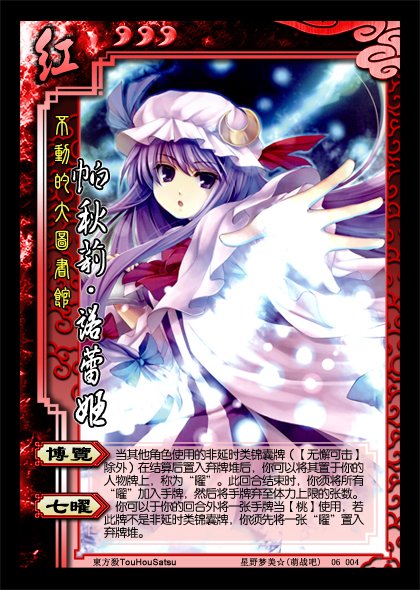 红
不動的大圖書館
帕秋莉·諾蕾姬
博覽
当其他角色使用的非延时类锦囊牌(【无懈可击】
除外)在结算后置入弃牌堆后,你可以将其置于你的
人物牌上,称为“曜”。此回合结束时,你须将所有
“曜”加入手牌,然后将手牌弃至体力上限的张数。
七曜
你可以于你的回合外将一张手牌当【桃】使用,若
此牌不是非延时类锦囊牌,你须先将一张“曜”置入
弃牌堆。
東方殺TouHouSatsu
星野梦美☆(萌战吧) 06 004